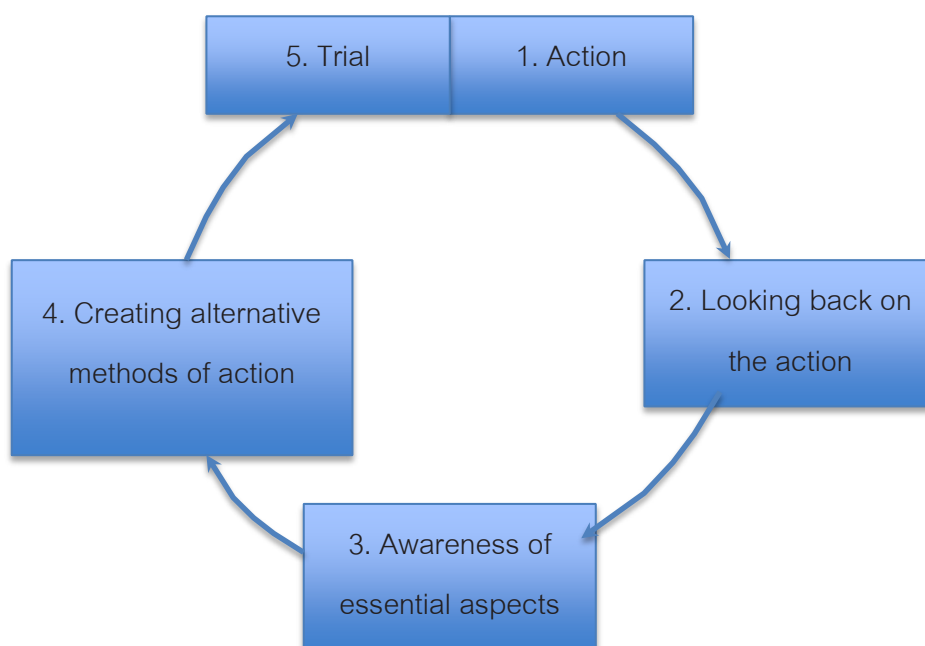 5. Trial
1. Action
2. Looking back on
the action
3. Awareness of
essential aspects
4. Creating alternative
methods of action